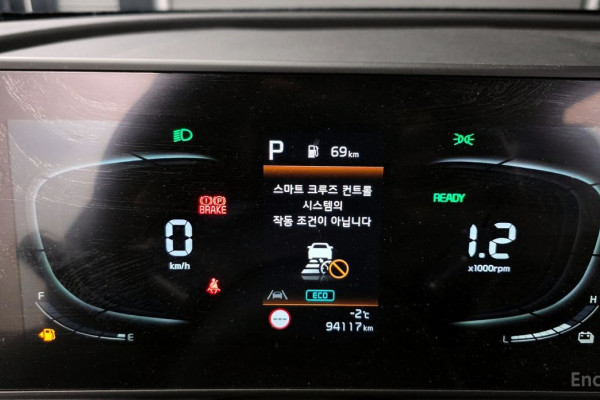 P 69km
스마트 크루즈 컨트롤
시스템의
작동 조건이 아닙니다
READY
(!) (P)
BRAKE
0
km/h
1.2
x1000rpm
ECO
F
E
H
L
-2℃
94117km
Enc